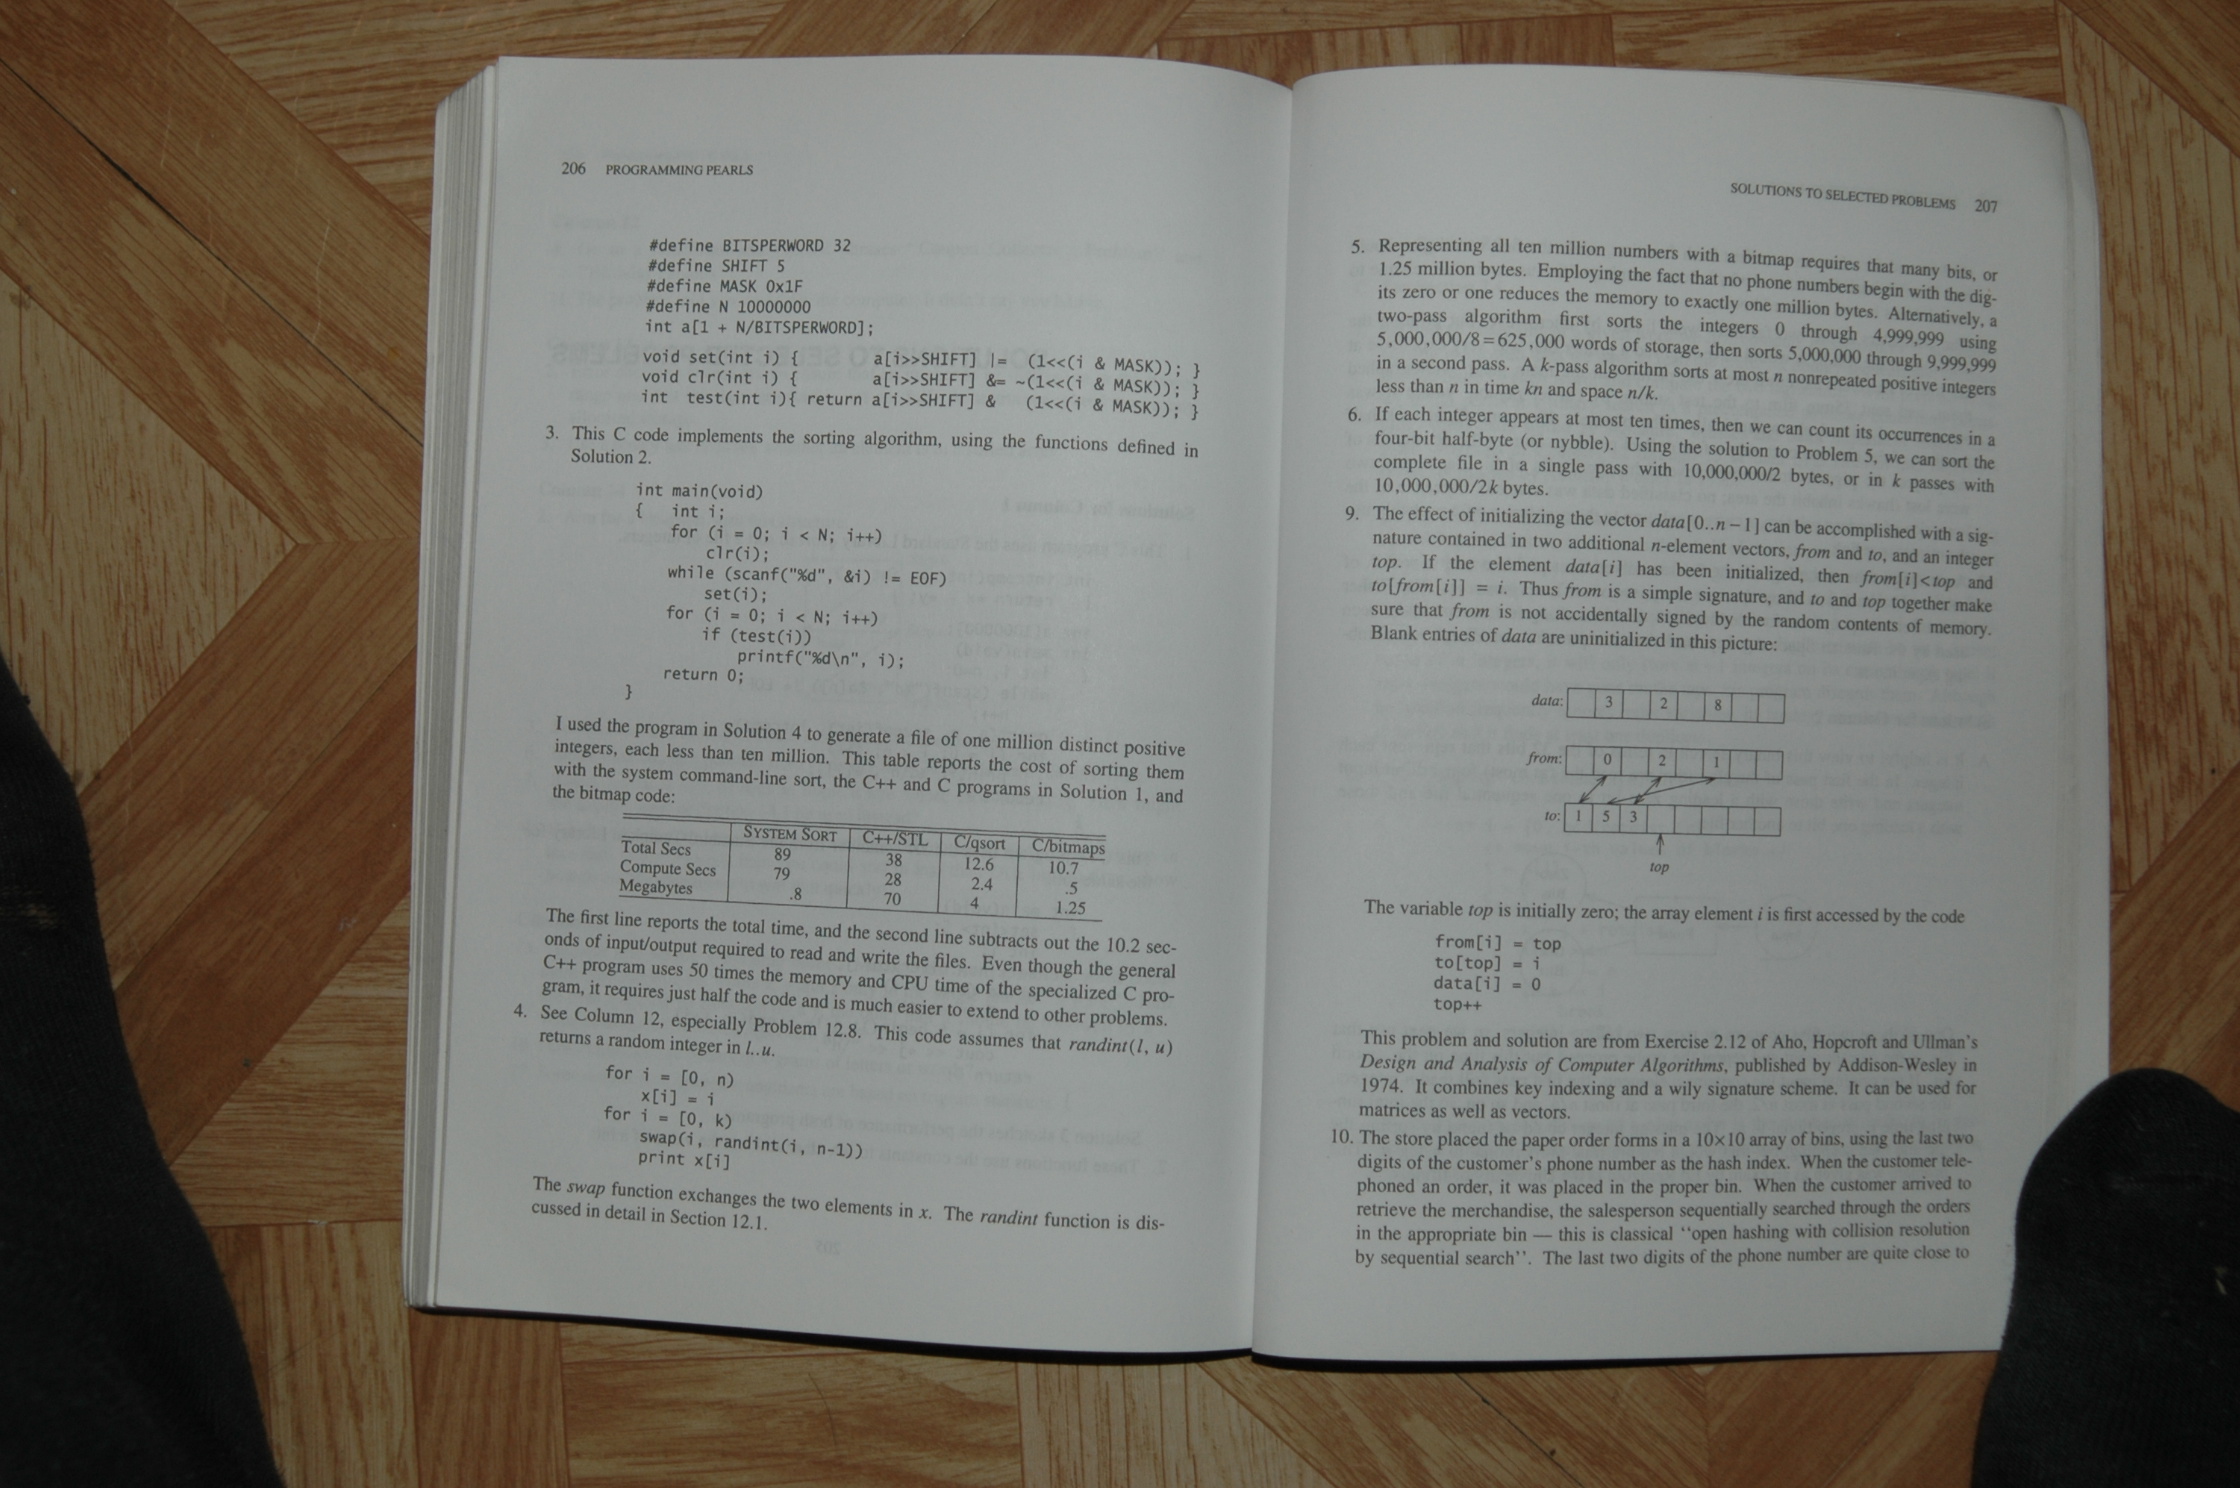 206 PROGRAMMING PEARLS
#define BITSPERWORD 32
#define SHIFT 5
#define MASK 0x1F
#define N 10000000
int a[1 + N/BITSPERWORD];
void set(int i) { a[i>>SHIFT] |= (1<<(i & MASK)); }
void clr(int i) { a[i>>SHIFT] &= ~(1<<(i & MASK)); }
int test(int i){ return a[i>>SHIFT] & (1<<(i & MASK)); }
3. This C code implements the sorting algorithm, using the functions defined in
Solution 2.
int main(void)
{ int i;
for (i = 0; i < N; i++)
clr(i);
while (scanf("%d", &i) != EOF)
set(i);
for (i = 0; i < N; i++)
if (test(i))
printf("%d\n", i);
return 0;
}
I used the program in Solution 4 to generate a file of one million distinct positive
integers, each less than ten million. This table reports the cost of sorting them
with the system command-line sort, the C++ and C programs in Solution 1, and
the bitmap code:
SYSTEM SORT C++/STL C/qsort C/bitmaps
Total Secs 89 38 12.6 10.7
Compute Secs 79 28 2.4 .5
Megabytes .8 70 4 1.25
The first line reports the total time, and the second line subtracts out the 10.2 sec-
onds of input/output required to read and write the files. Even though the general
C++ program uses 50 times the memory and CPU time of the specialized C pro-
gram, it requires just half the code and is much easier to extend to other problems.
4. See Column 12, especially Problem 12.8. This code assumes that randint(l, u)
returns a random integer in l..u.
for i = [0, n)
x[i] = i
for i = [0, k)
swap(i, randint(i, n-1))
print x[i]
The swap function exchanges the two elements in x. The randint function is dis-
cussed in detail in Section 12.1.
SOLUTIONS TO SELECTED PROBLEMS 207
5. Representing all ten million numbers with a bitmap requires that many bits, or
1.25 million bytes. Employing the fact that no phone numbers begin with the dig-
its zero or one reduces the memory to exactly one million bytes. Alternatively, a
two-pass algorithm first sorts the integers 0 through 4,999,999 using
5,000,000/8=625,000 words of storage, then sorts 5,000,000 through 9,999,999
in a second pass. A k-pass algorithm sorts at most n nonrepeated positive integers
less than n in time kn and space n/k.
6. If each integer appears at most ten times, then we can count its occurrences in a
four-bit half-byte (or nybble). Using the solution to Problem 5, we can sort the
complete file in a single pass with 10,000,000/2 bytes, or in k passes with
10,000,000/2k bytes.
9. The effect of initializing the vector data[0..n−1] can be accomplished with a sig-
nature contained in two additional n-element vectors, from and to, and an integer
top. If the element data[i] has been initialized, then from[i]<top and
to[from[i]] = i. Thus from is a simple signature, and to and top together make
sure that from is not accidentally signed by the random contents of memory.
Blank entries of data are uninitialized in this picture:
data: 3 2 8
from: 0 2 1
to: 1 5 3
top
The variable top is initially zero; the array element i is first accessed by the code
from[i] = top
to[top] = i
data[i] = 0
top++
This problem and solution are from Exercise 2.12 of Aho, Hopcroft and Ullman's
Design and Analysis of Computer Algorithms, published by Addison-Wesley in
1974. It combines key indexing and a wily signature scheme. It can be used for
matrices as well as vectors.
10. The store placed the paper order forms in a 10×10 array of bins, using the last two
digits of the customer's phone number as the hash index. When the customer tele-
phoned an order, it was placed in the proper bin. When the customer arrived to
retrieve the merchandise, the salesperson sequentially searched through the orders
in the appropriate bin — this is classical ‘‘open hashing with collision resolution
by sequential search’’. The last two digits of the phone number are quite close to